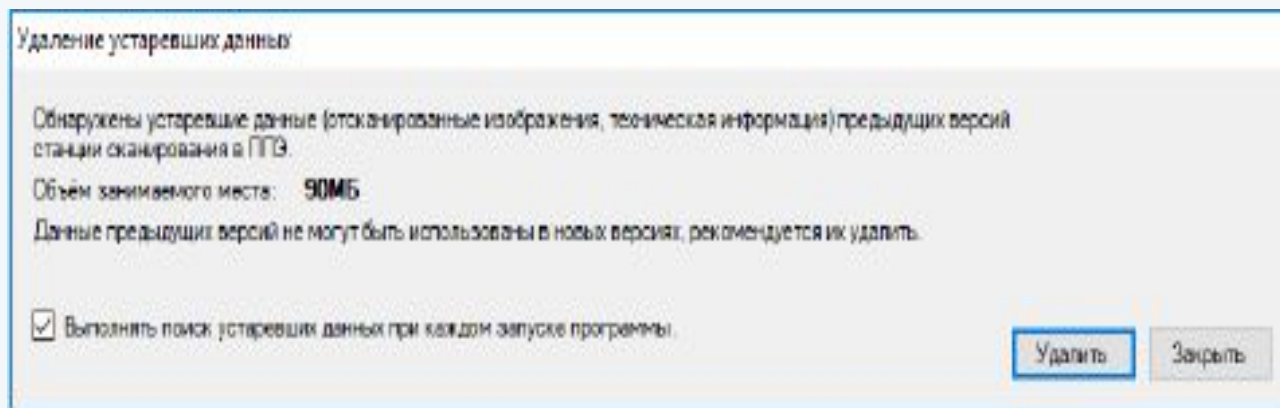 Удаление устаревших данных
Обнаружены устаревшие данные (отсканированные изображения, техническая информация) предыдущих версий
станции сканирования в ППЭ.
Объём занимаемого места: 90МБ
Данные предыдущих версий не могут быть использованы в новых версиях, рекомендуется их удалить.
Выполнять поиск устаревших данных при каждом запуске программы.
Удалить Закрыть